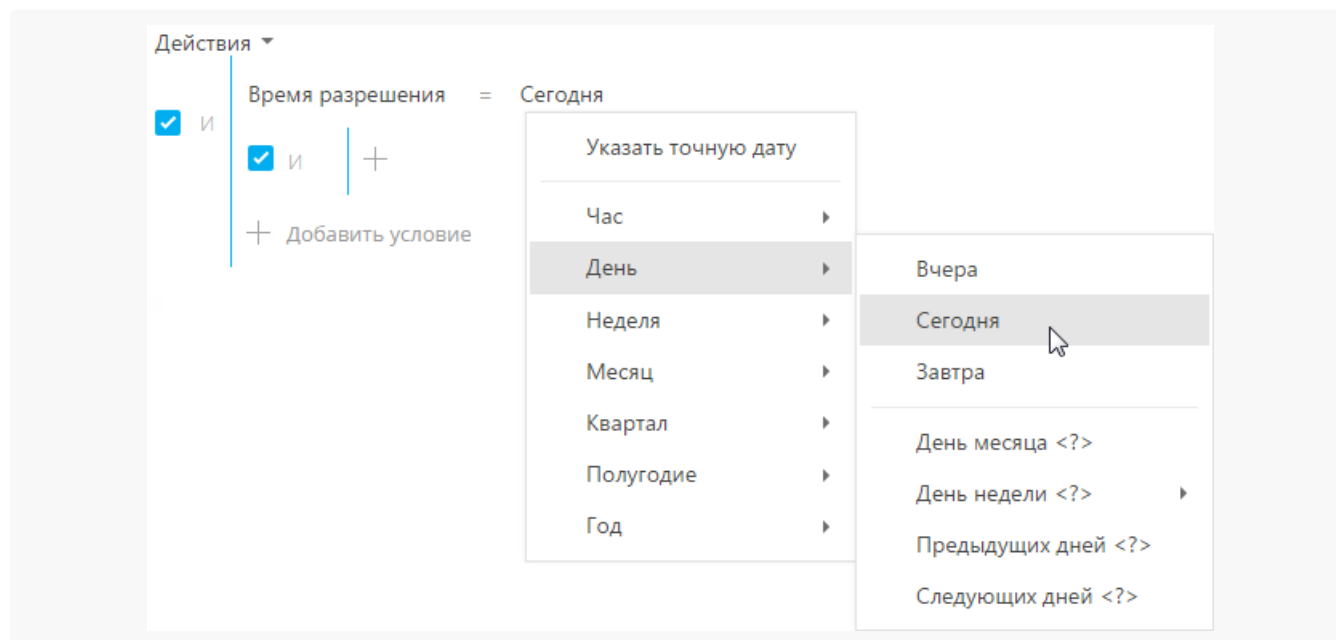 Действия
Время разрешения = Сегодня
И
И
Добавить условие
Указать точную дату
Час
День
Неделя
Месяц
Квартал
Полугодие
Год
Вчера
Сегодня
Завтра
День месяца <?>
День недели <?>
Предыдущих дней <?>
Следующих дней <?>